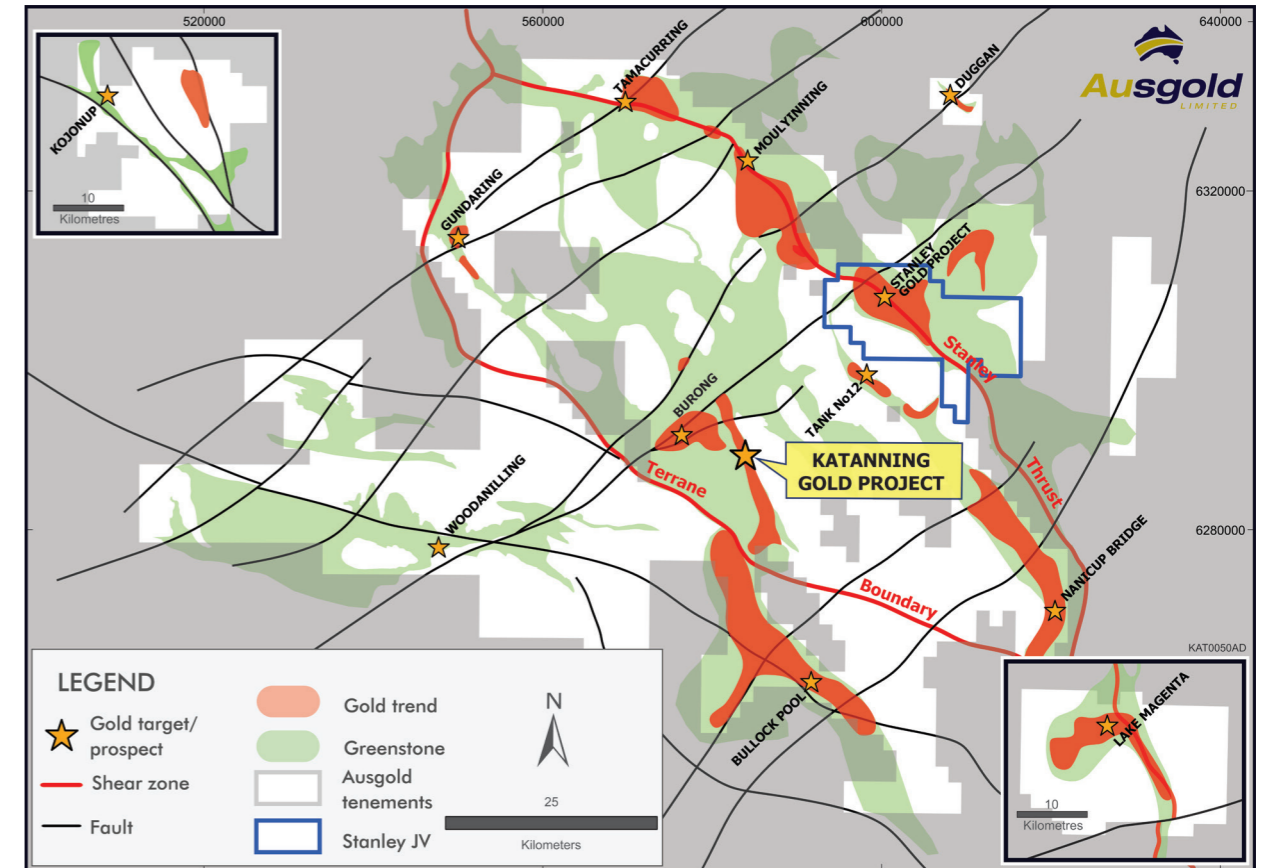 520000
560000
600000
640000
Ausgold
LIMITED
KOJONUP
10
Kilometres
TAMACURRING
DUGGAN
MOULYINNING
6320000
GUNDARING
STANLEY
GOLD PROJECT
Stanley
TANK No12
BURONG
KATANNING
GOLD PROJECT
Terrane
Thrust
WOODANILLING
6280000
NANICUP BRIDGE
Boundary
KAT0050AD
BULLOCK POOL
LEGEND
Gold target/
prospect
Shear zone
Fault
Gold trend
Greenstone
Ausgold
tenements
Stanley JV
N
25
Kilometers
LAKE MAGENTA
10
Kilometres